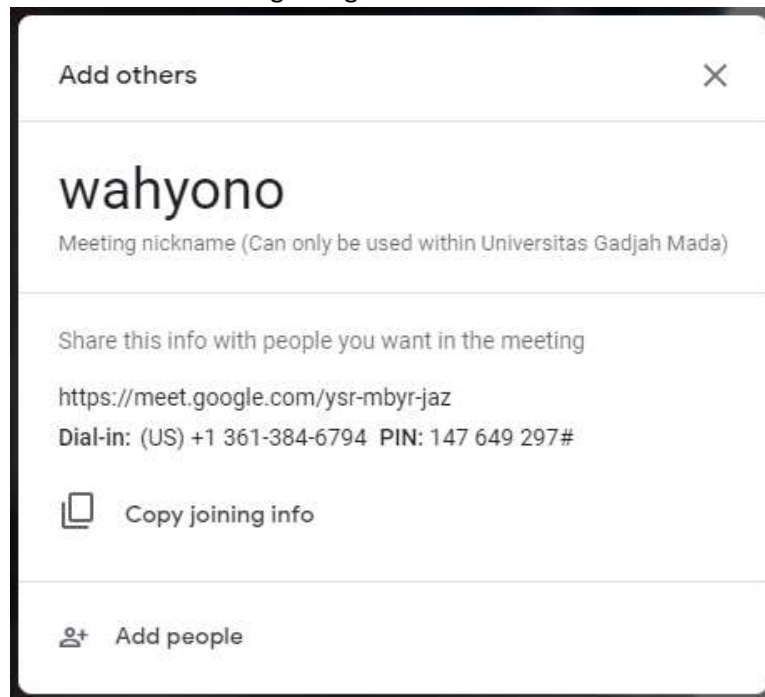 Add others
wahyono
Meeting nickname (Can only be used within Universitas Gadjah Mada)
Share this info with people you want in the meeting
https://meet.google.com/ysr-mbyr-jaz
Dial-in: (US) +1 361-384-6794 PIN: 147 649 297#
Copy joining info
Add people